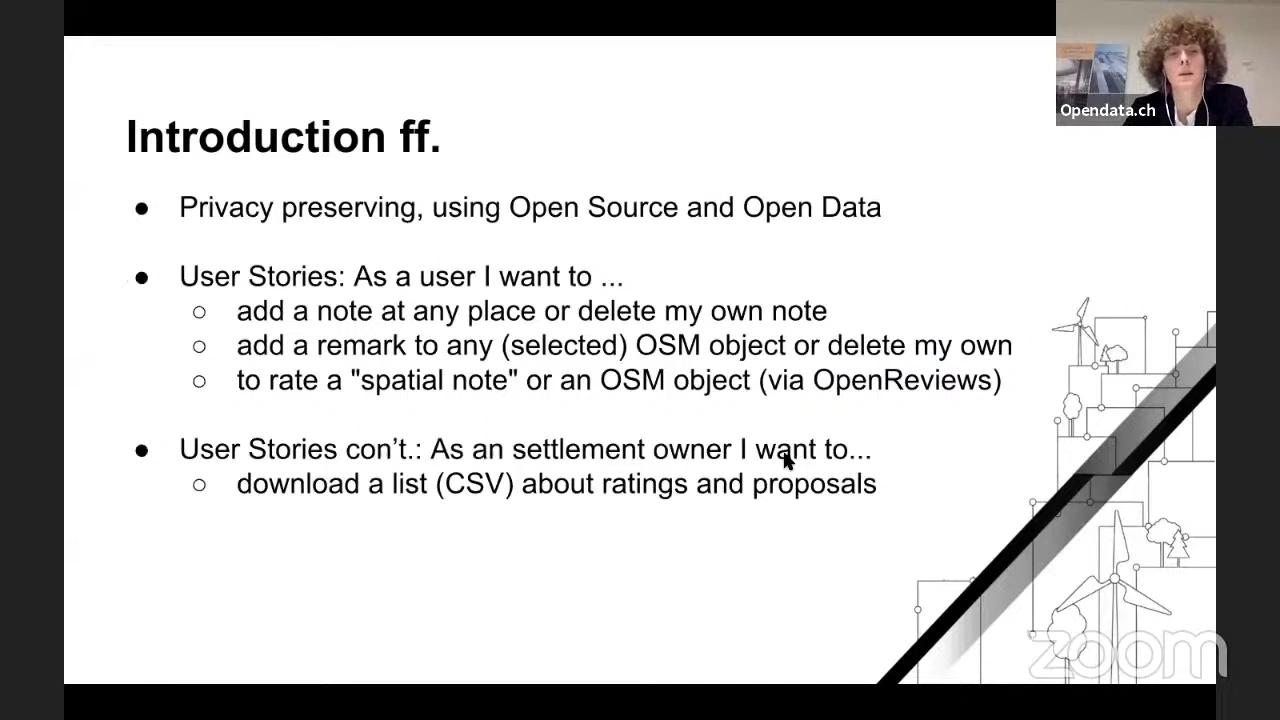 Opendata.ch
Introduction ff.
● Privacy preserving, using Open Source and Open Data
● User Stories: As a user I want to ...
○ add a note at any place or delete my own note
○ add a remark to any (selected) OSM object or delete my own
○ to rate a "spatial note" or an OSM object (via OpenReviews)
● User Stories con’t.: As an settlement owner I want to...
○ download a list (CSV) about ratings and proposals
zoom